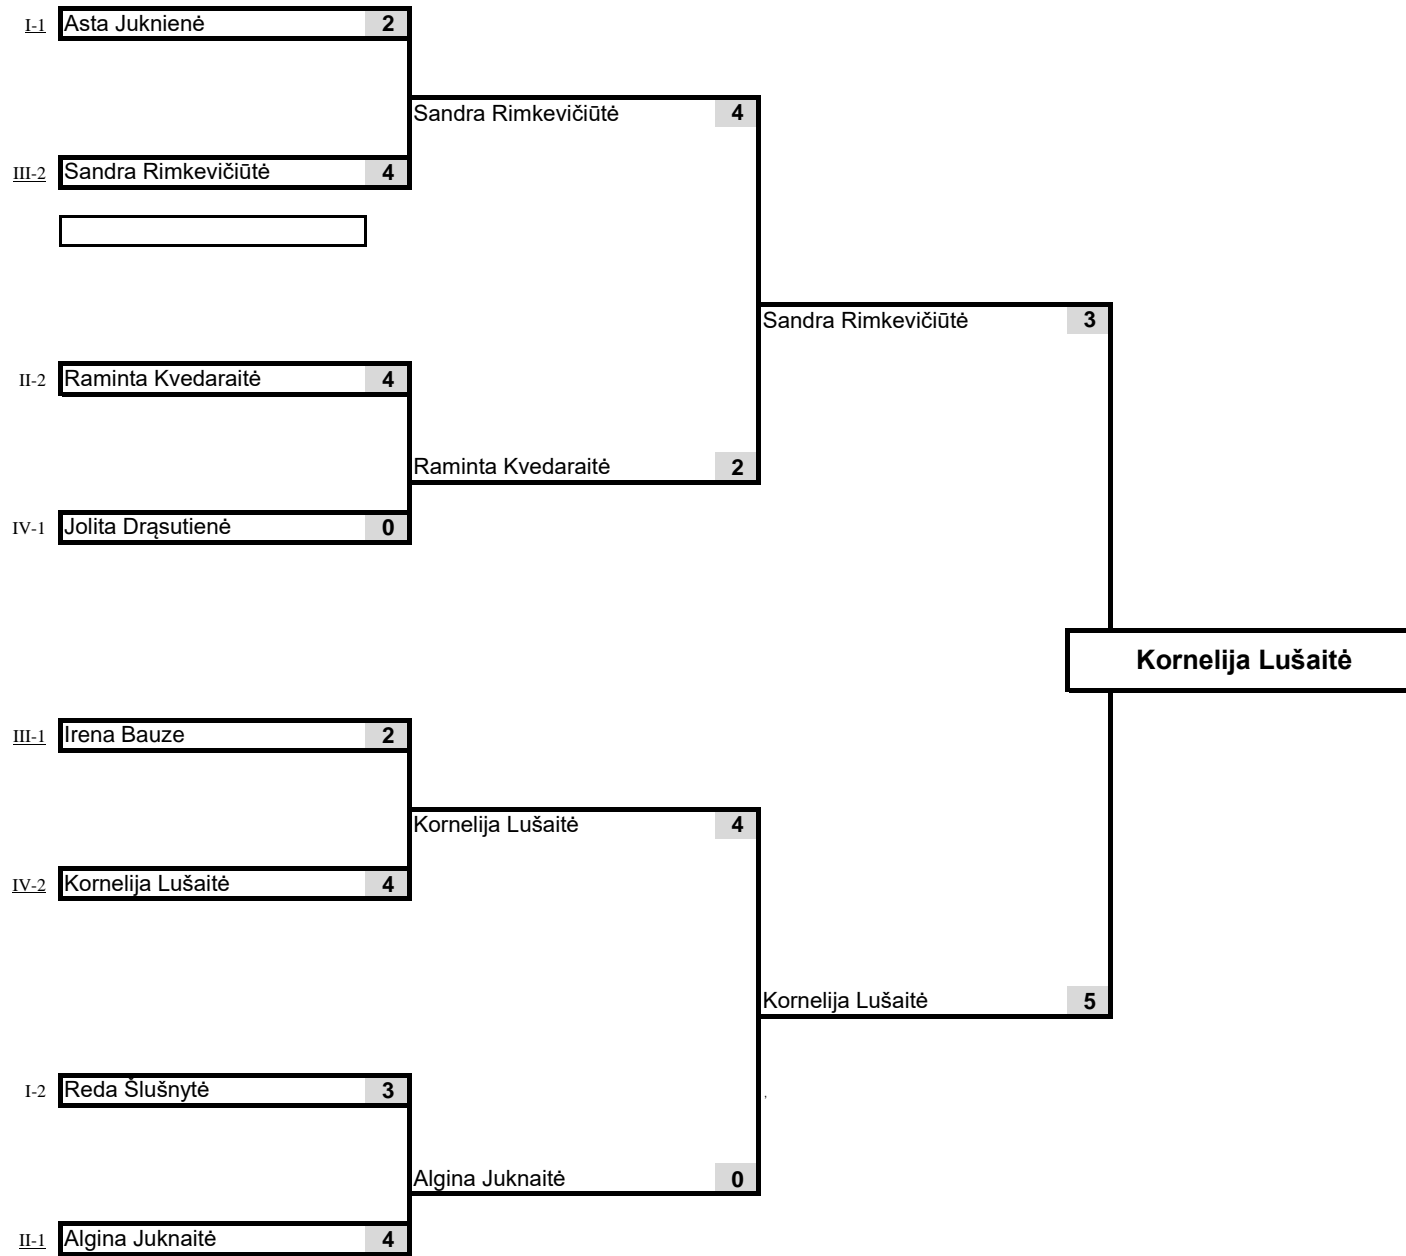 I-1 Asta Juknienė 2
Sandra Rimkevičiūtė 4
III-2 Sandra Rimkevičiūtė 4
Sandra Rimkevičiūtė 3
II-2 Raminta Kvedaraitė 4
Raminta Kvedaraitė 2
IV-1 Jolita Drąsutienė 0
Kornelija Lušaitė
III-1 Irena Bauze 2
Kornelija Lušaitė 4
IV-2 Kornelija Lušaitė 4
Kornelija Lušaitė 5
I-2 Reda Šlušnytė 3
,
Algina Juknaitė 0
II-1 Algina Juknaitė 4